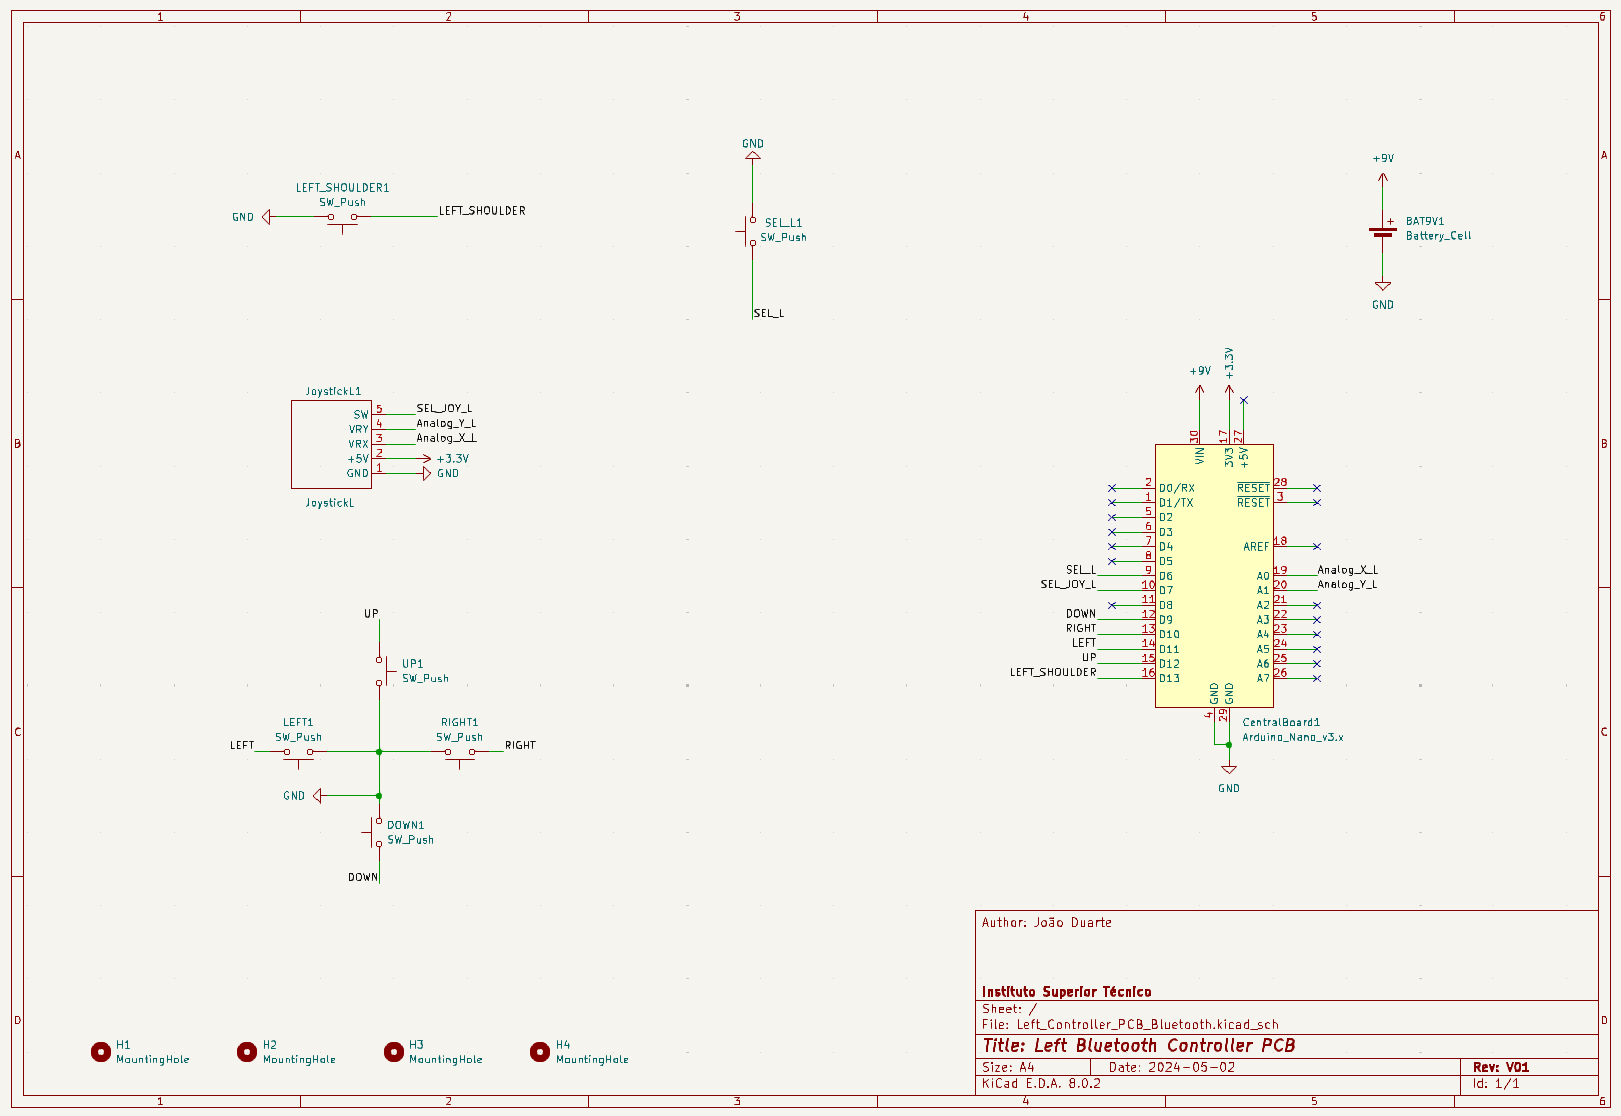 1 2 3 4 5 6
A A
GND
+9V
LEFT_SHOULDER1
SW_Push
LEFT_SHOULDER
GND
SEL_L1
SW_Push
SEL_L
+
BAT9V1
Battery_Cell
GND
JoystickL1
SW 5 SEL_JOY_L
VRY 4 Analog_Y_L
VRX 3 Analog_X_L
+5V 2 +3.3V
GND 1 GND
JoystickL
B B
+9V +3.3V
30 17 27
VIN 3V3 +5V
2 D0/RX RESET 28
1 D1/TX RESET 3
5 D2
6 D3
7 D4 AREF 18
8 D5
SEL_L 9 D6 A0 19 Analog_X_L
SEL_JOY_L 10 D7 A1 20 Analog_Y_L
11 D8 A2 21
DOWN 12 D9 A3 22
RIGHT 13 D10 A4 23
LEFT 14 D11 A5 24
UP 15 D12 A6 25
LEFT_SHOULDER 16 D13 A7 26
GND GND
4 29
CentralBoard1
Arduino_Nano_v3.x
GND
UP
UP1
SW_Push
C C
LEFT1
SW_Push
LEFT
RIGHT1
SW_Push
RIGHT
GND
DOWN1
SW_Push
DOWN
D D
H1
MountingHole
H2
MountingHole
H3
MountingHole
H4
MountingHole
Author: João Duarte
Instituto Superior Técnico
Sheet: /
File: Left_Controller_PCB_Bluetooth.kicad_sch
Title: Left Bluetooth Controller PCB
Size: A4 Date: 2024-05-02 Rev: V01
KiCad E.D.A. 8.0.2 Id: 1/1
1 2 3 4 5 6